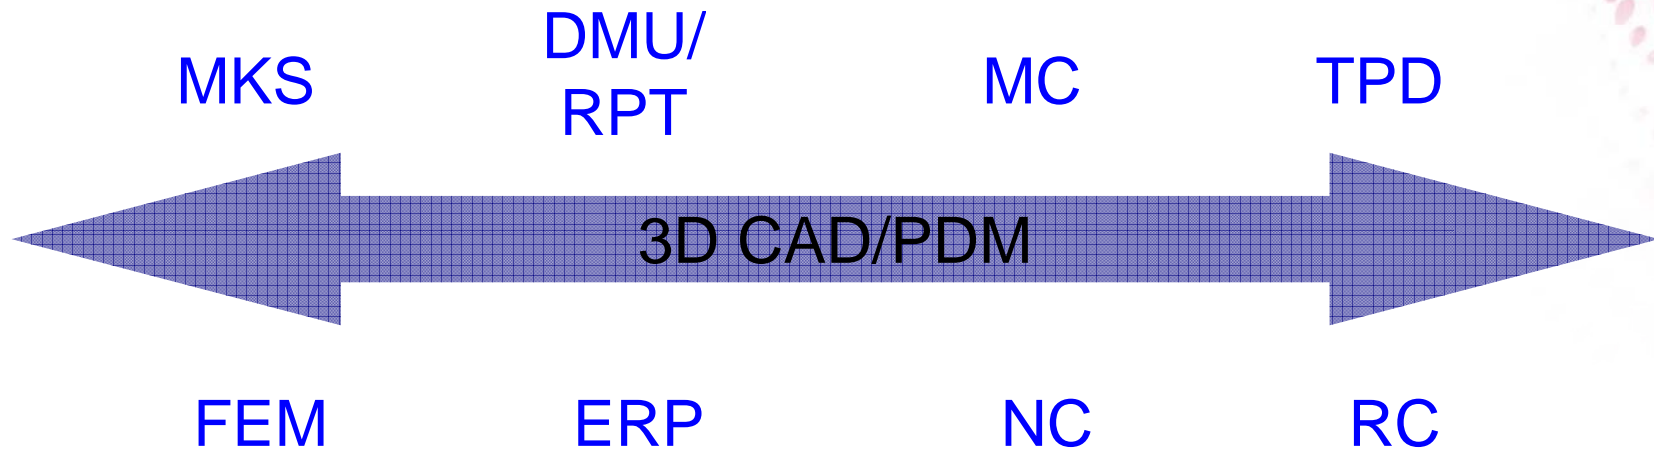 MKS
DMU/
RPT
MC
TPD
3D CAD/PDM
FEM
ERP
NC
RC